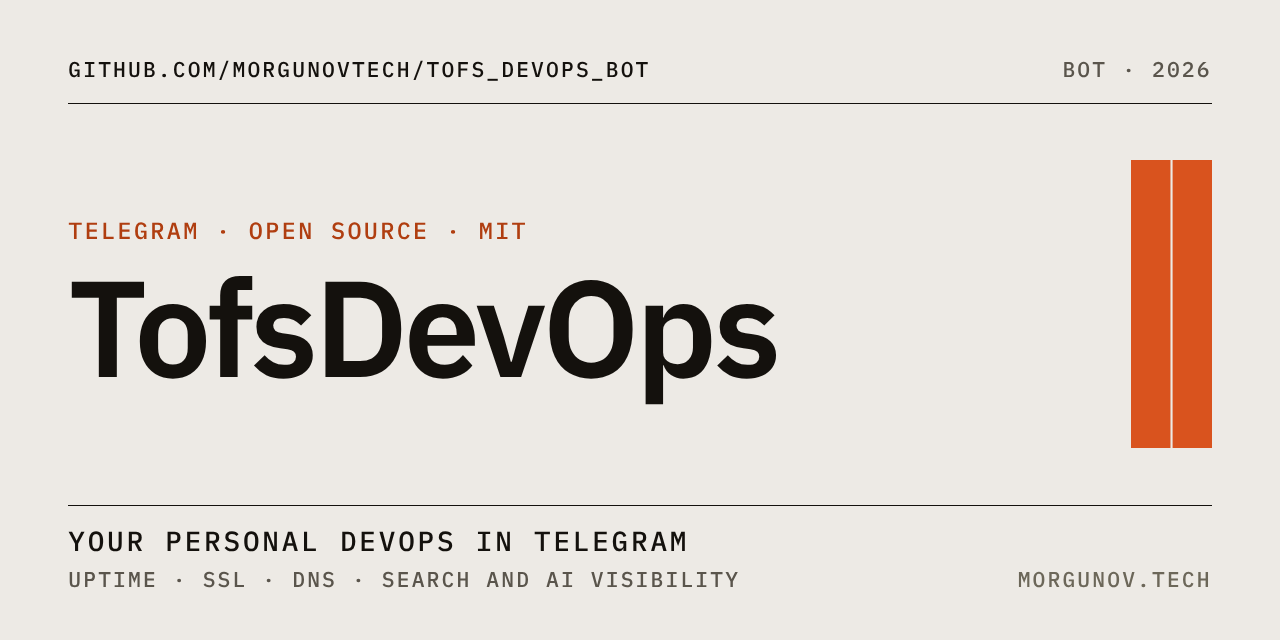 GITHUB.COM/MORGUNOVTECH/TOFS_DEVOPS_BOT
BOT · 2026
TELEGRAM · OPEN SOURCE · MIT
TofsDevOps
YOUR PERSONAL DEVOPS IN TELEGRAM
UPTIME · SSL · DNS · SEARCH AND AI VISIBILITY
MORGUNOV.TECH